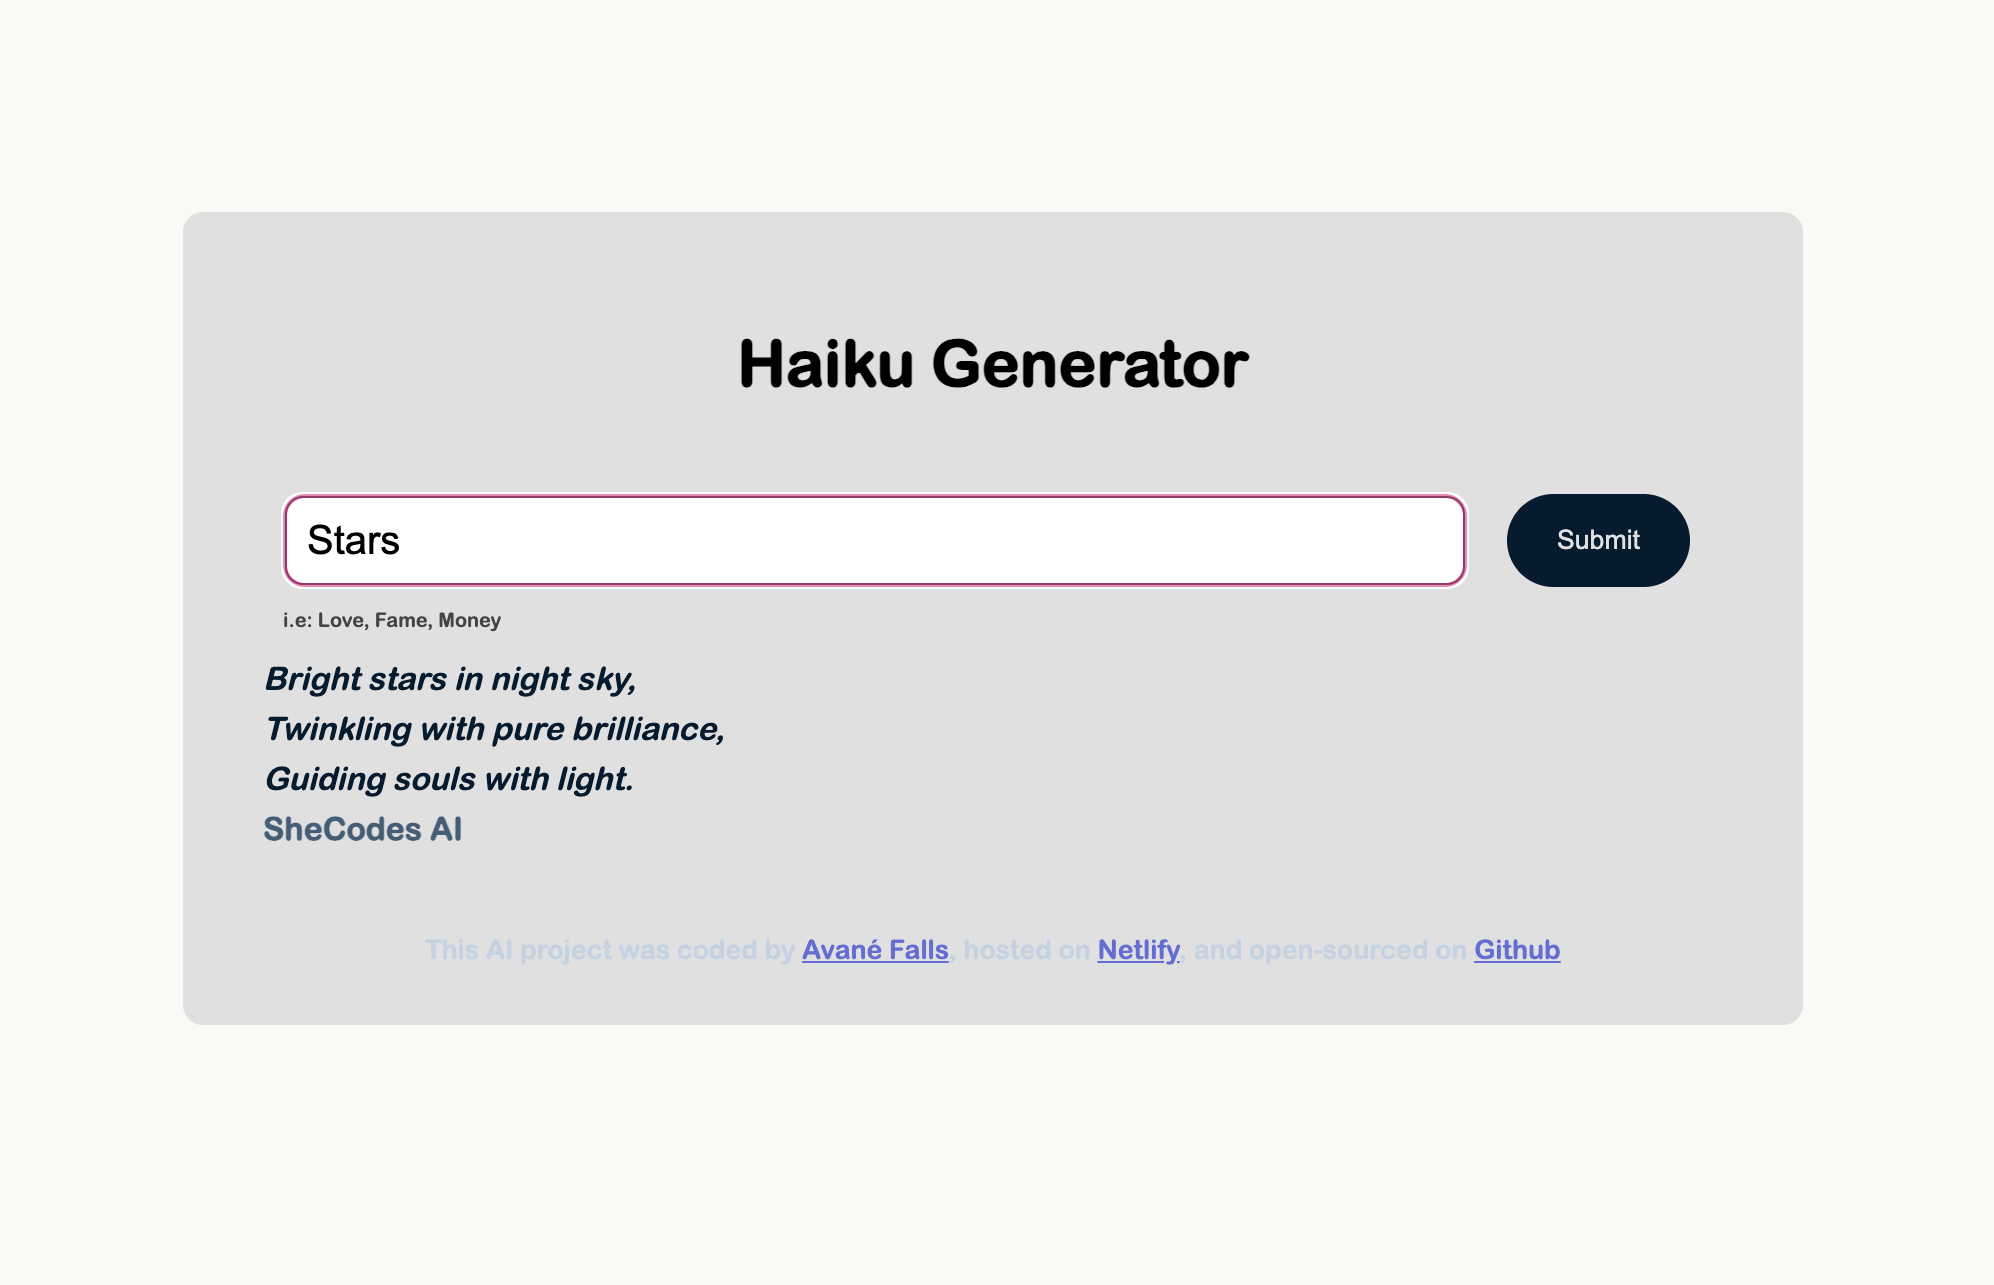 Haiku Generator
Stars
Submit
i.e: Love, Fame, Money
Bright stars in night sky,
Twinkling with pure brilliance,
Guiding souls with light.
SheCodes AI
This AI project was coded by Avané Falls, hosted on Netlify, and open-sourced on Github